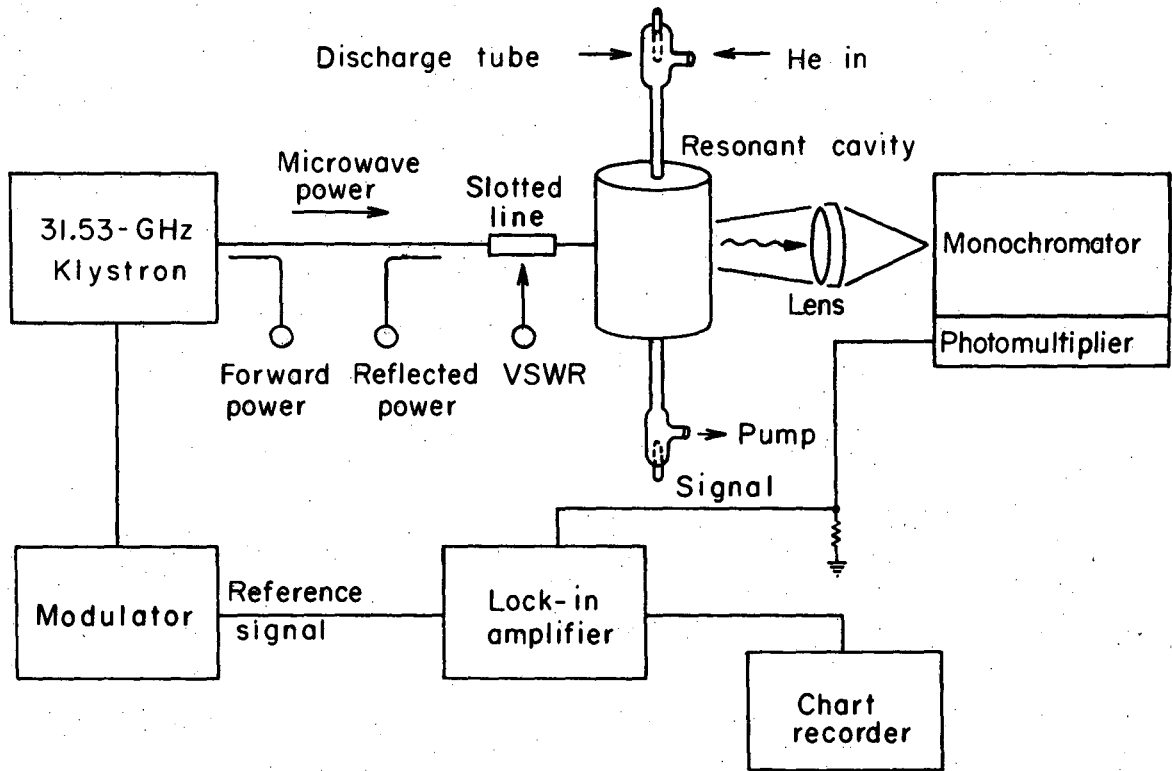 Discharge tube
He in
Resonant cavity
Microwave
power
Slotted
line
31.53-GHz
Klystron
Monochromator
Lens
Photomultiplier
Forward
power
Reflected
power
VSWR
Pump
Signal
Modulator
Reference
signal
Lock-in
amplifier
Chart
recorder